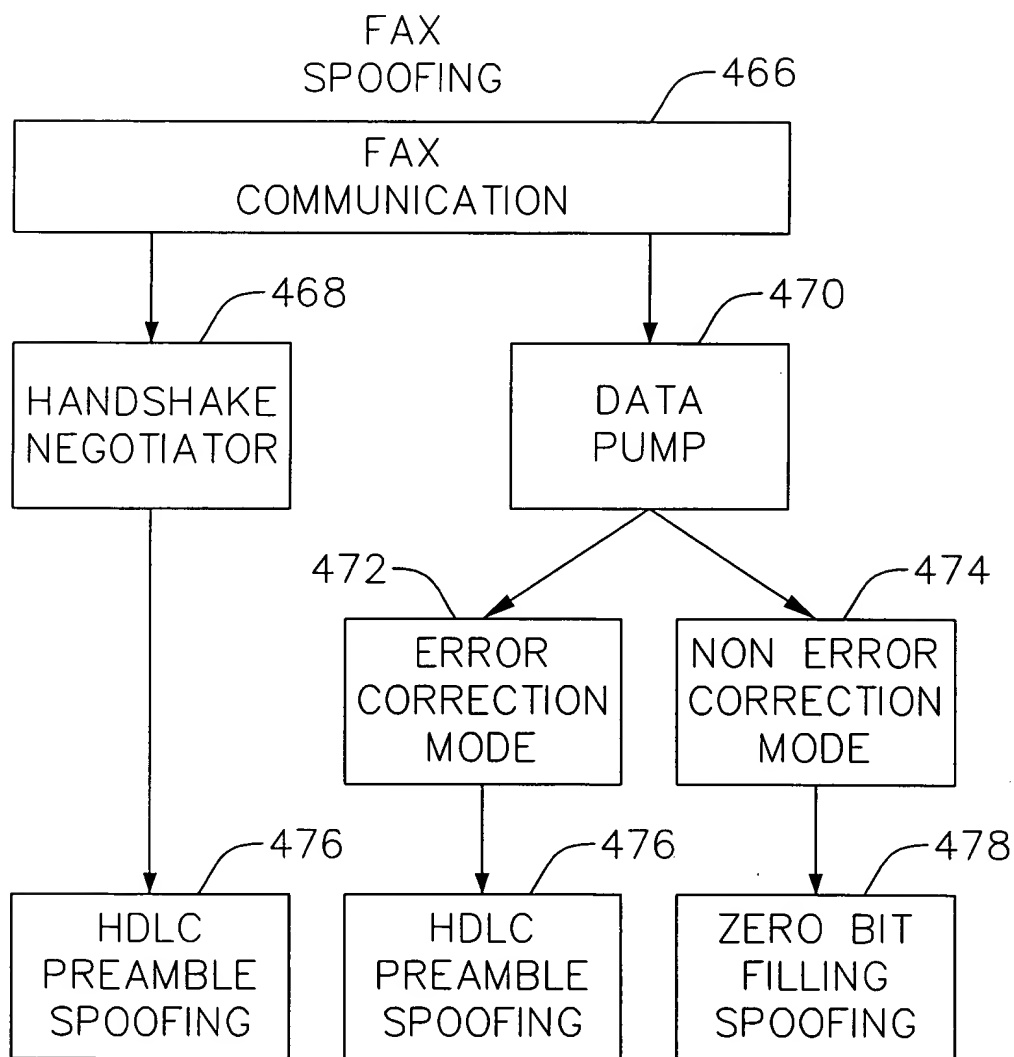 FAX
SPOOFING
466
FAX
COMMUNICATION
468
470
HANDSHAKE
NEGOTIATOR
DATA
PUMP
472
474
ERROR
CORRECTION
MODE
NON ERROR
CORRECTION
MODE
476
476
478
HDLC
PREAMBLE
SPOOFING
HDLC
PREAMBLE
SPOOFING
ZERO BIT
FILLING
SPOOFING